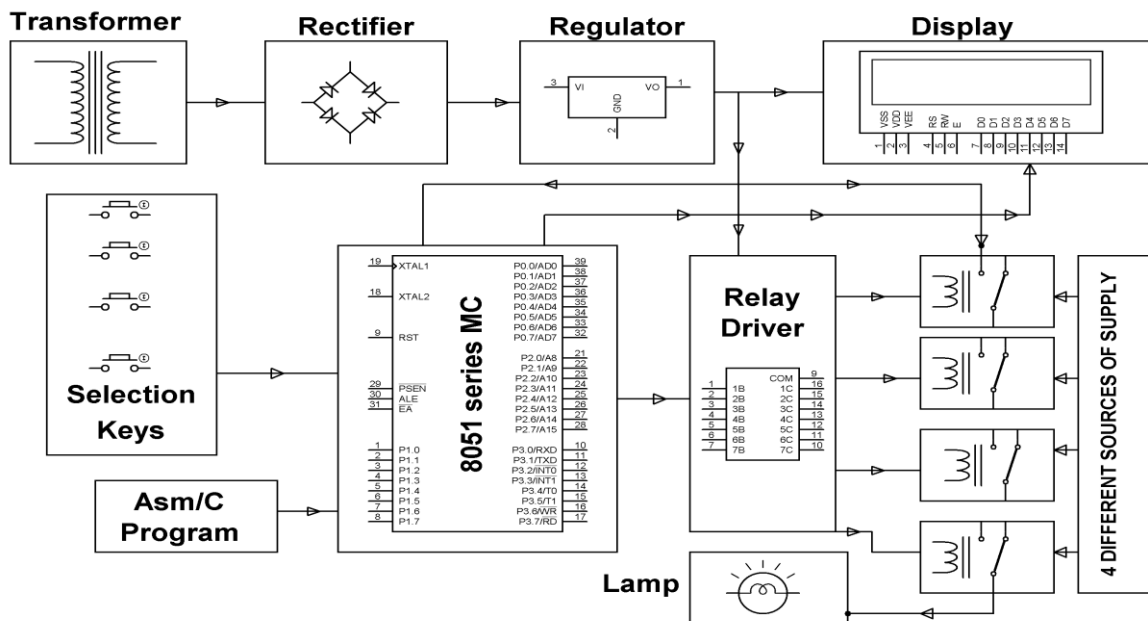 Transformer
Rectifier
Regulator
Display
3 VI VO 1
GND
2
VSS VDD VEE RS RW E D0 D1 D2 D3 D4 D5 D6 D7
1 2 3 4 5 6 7 8 9 10 11 12 13 14
Selection
Keys
Asm/C
Program
8051 series MC
19 XTAL1
18 XTAL2
9 RST
29 PSEN
30 ALE
31 EA
1 P1.0
2 P1.1
3 P1.2
4 P1.3
5 P1.4
6 P1.5
7 P1.6
8 P1.7
P0.0/AD0 39
P0.1/AD1 38
P0.2/AD2 37
P0.3/AD3 36
P0.4/AD4 35
P0.5/AD5 34
P0.6/AD6 33
P0.7/AD7 32
P2.0/A8 21
P2.1/A9 22
P2.2/A10 23
P2.3/A11 24
P2.4/A12 25
P2.5/A13 26
P2.6/A14 27
P2.7/A15 28
P3.0/RXD 10
P3.1/TXD 11
P3.2/INT0 12
P3.3/INT1 13
P3.4/T0 14
P3.5/T1 15
P3.6/WR 16
P3.7/RD 17
Relay
Driver
COM 9
1 1B 1C 16
2 2B 2C 15
3 3B 3C 14
4 4B 4C 13
5 5B 5C 12
6 6B 6C 11
7 7B 7C 10
4 DIFFERENT SOURCES OF SUPPLY
Lamp